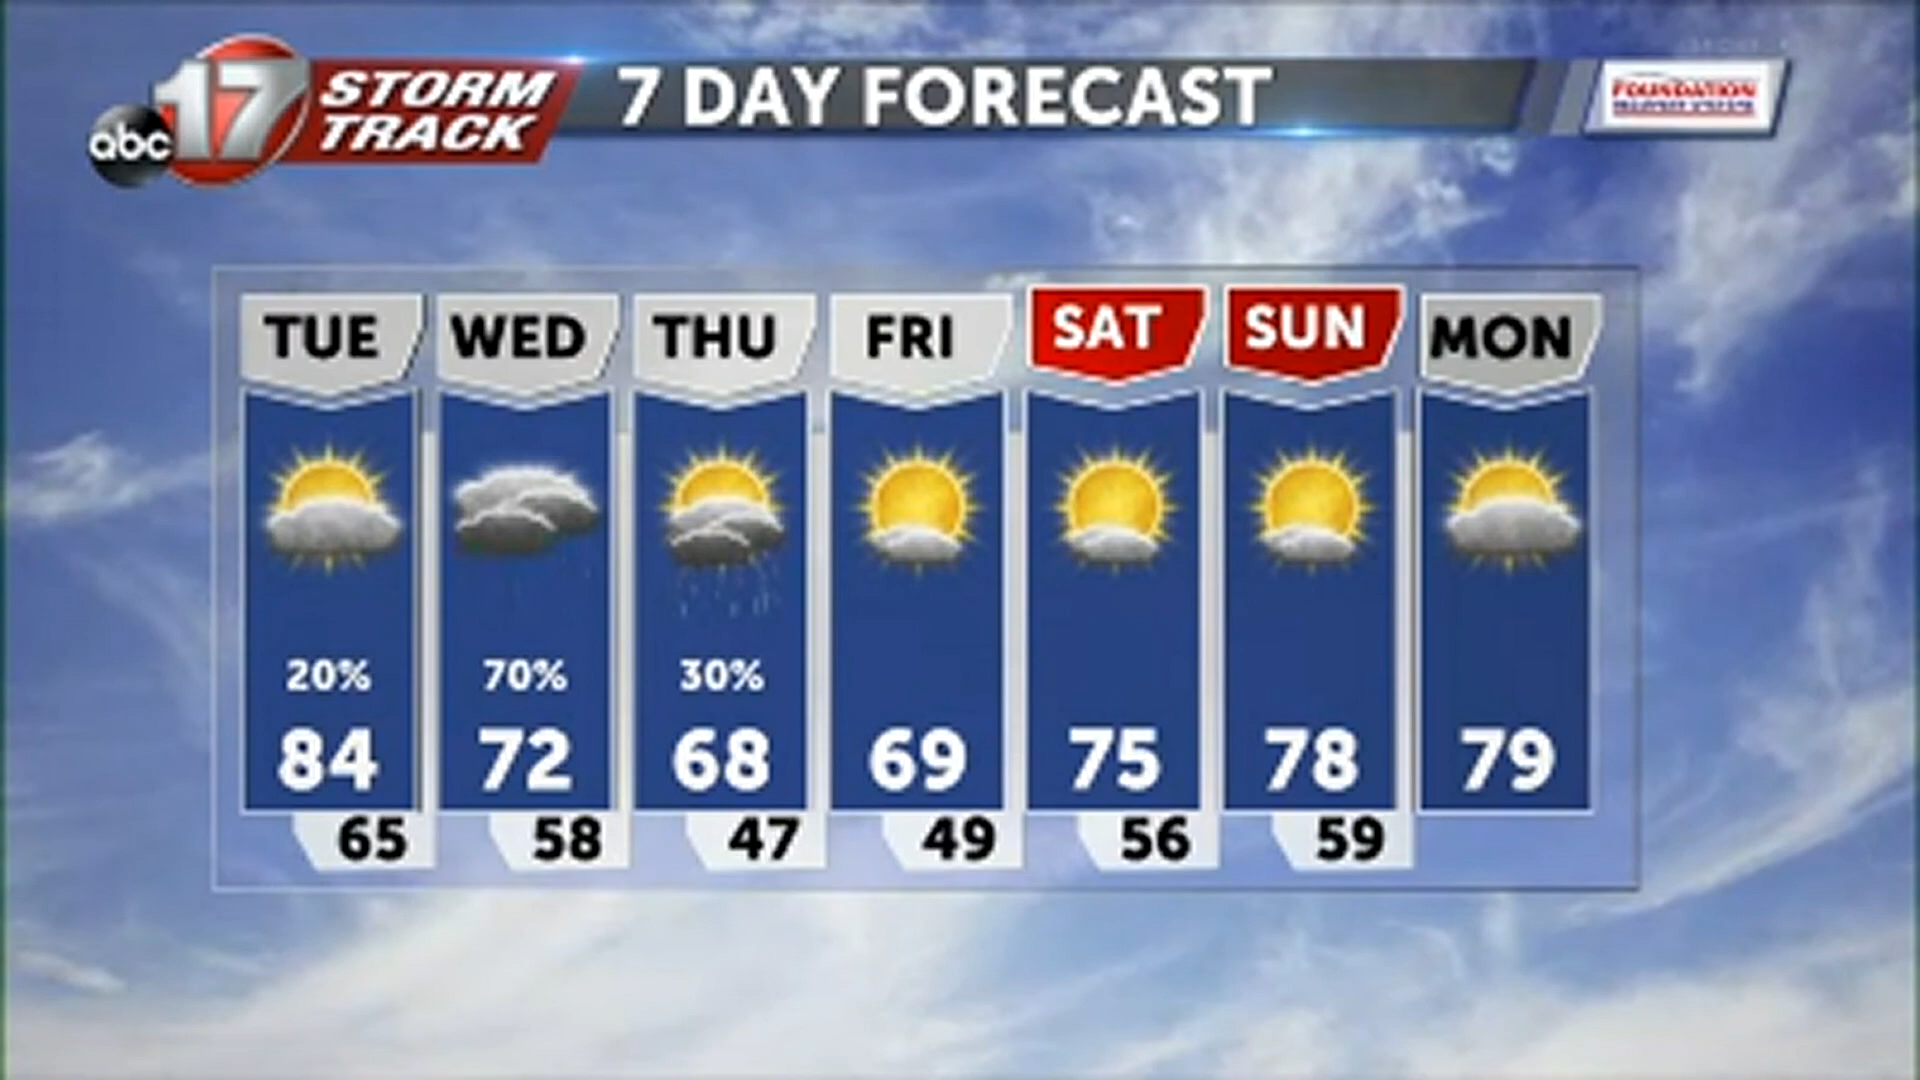 abc 17 STORM TRACK
7 DAY FORECAST
FOUNDATION
TUE WED THU FRI SAT SUN MON
20% 70% 30%
84 72 68 69 75 78 79
65 58 47 49 56 59